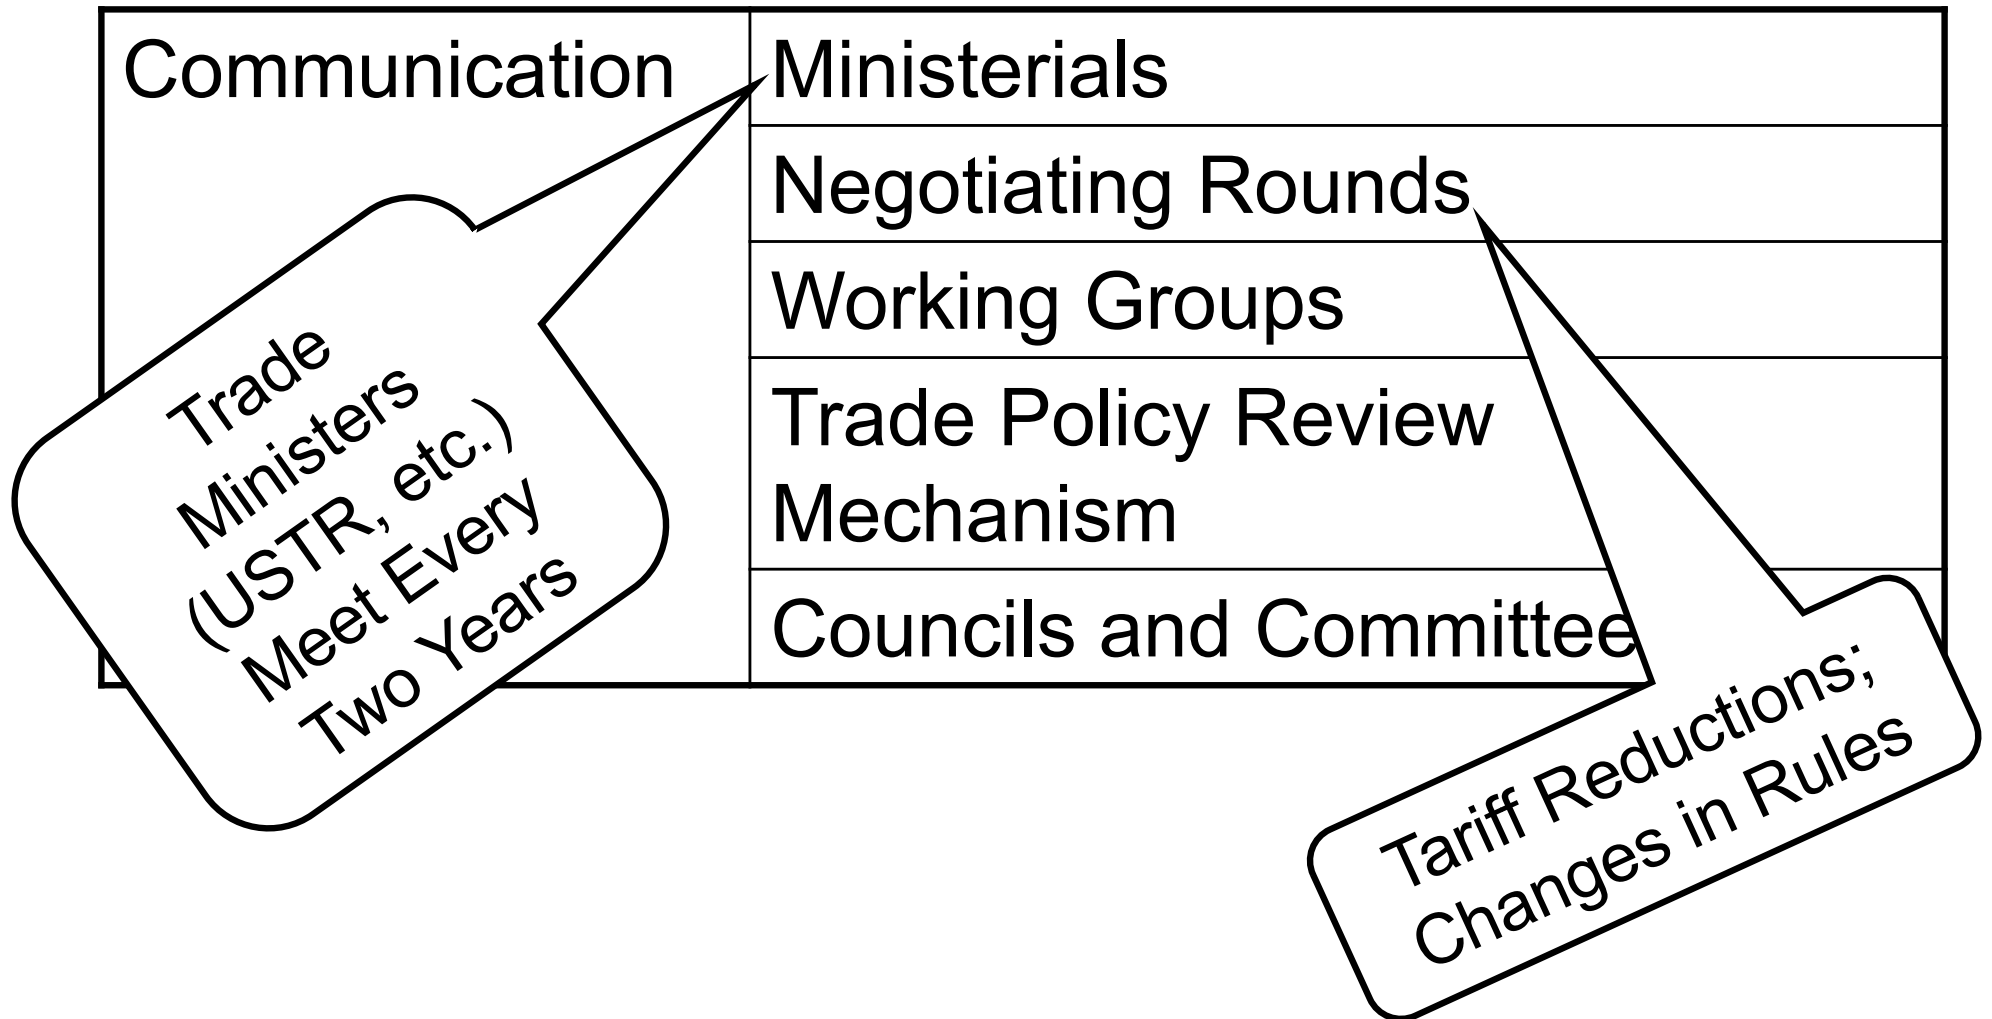 Communication
Ministerials
Negotiating Rounds
Working Groups
Trade Policy Review
Mechanism
Councils and Committee
Trade
Ministers
(USTR, etc.)
Meet Every
Two Years
Tariff Reductions;
Changes in Rules